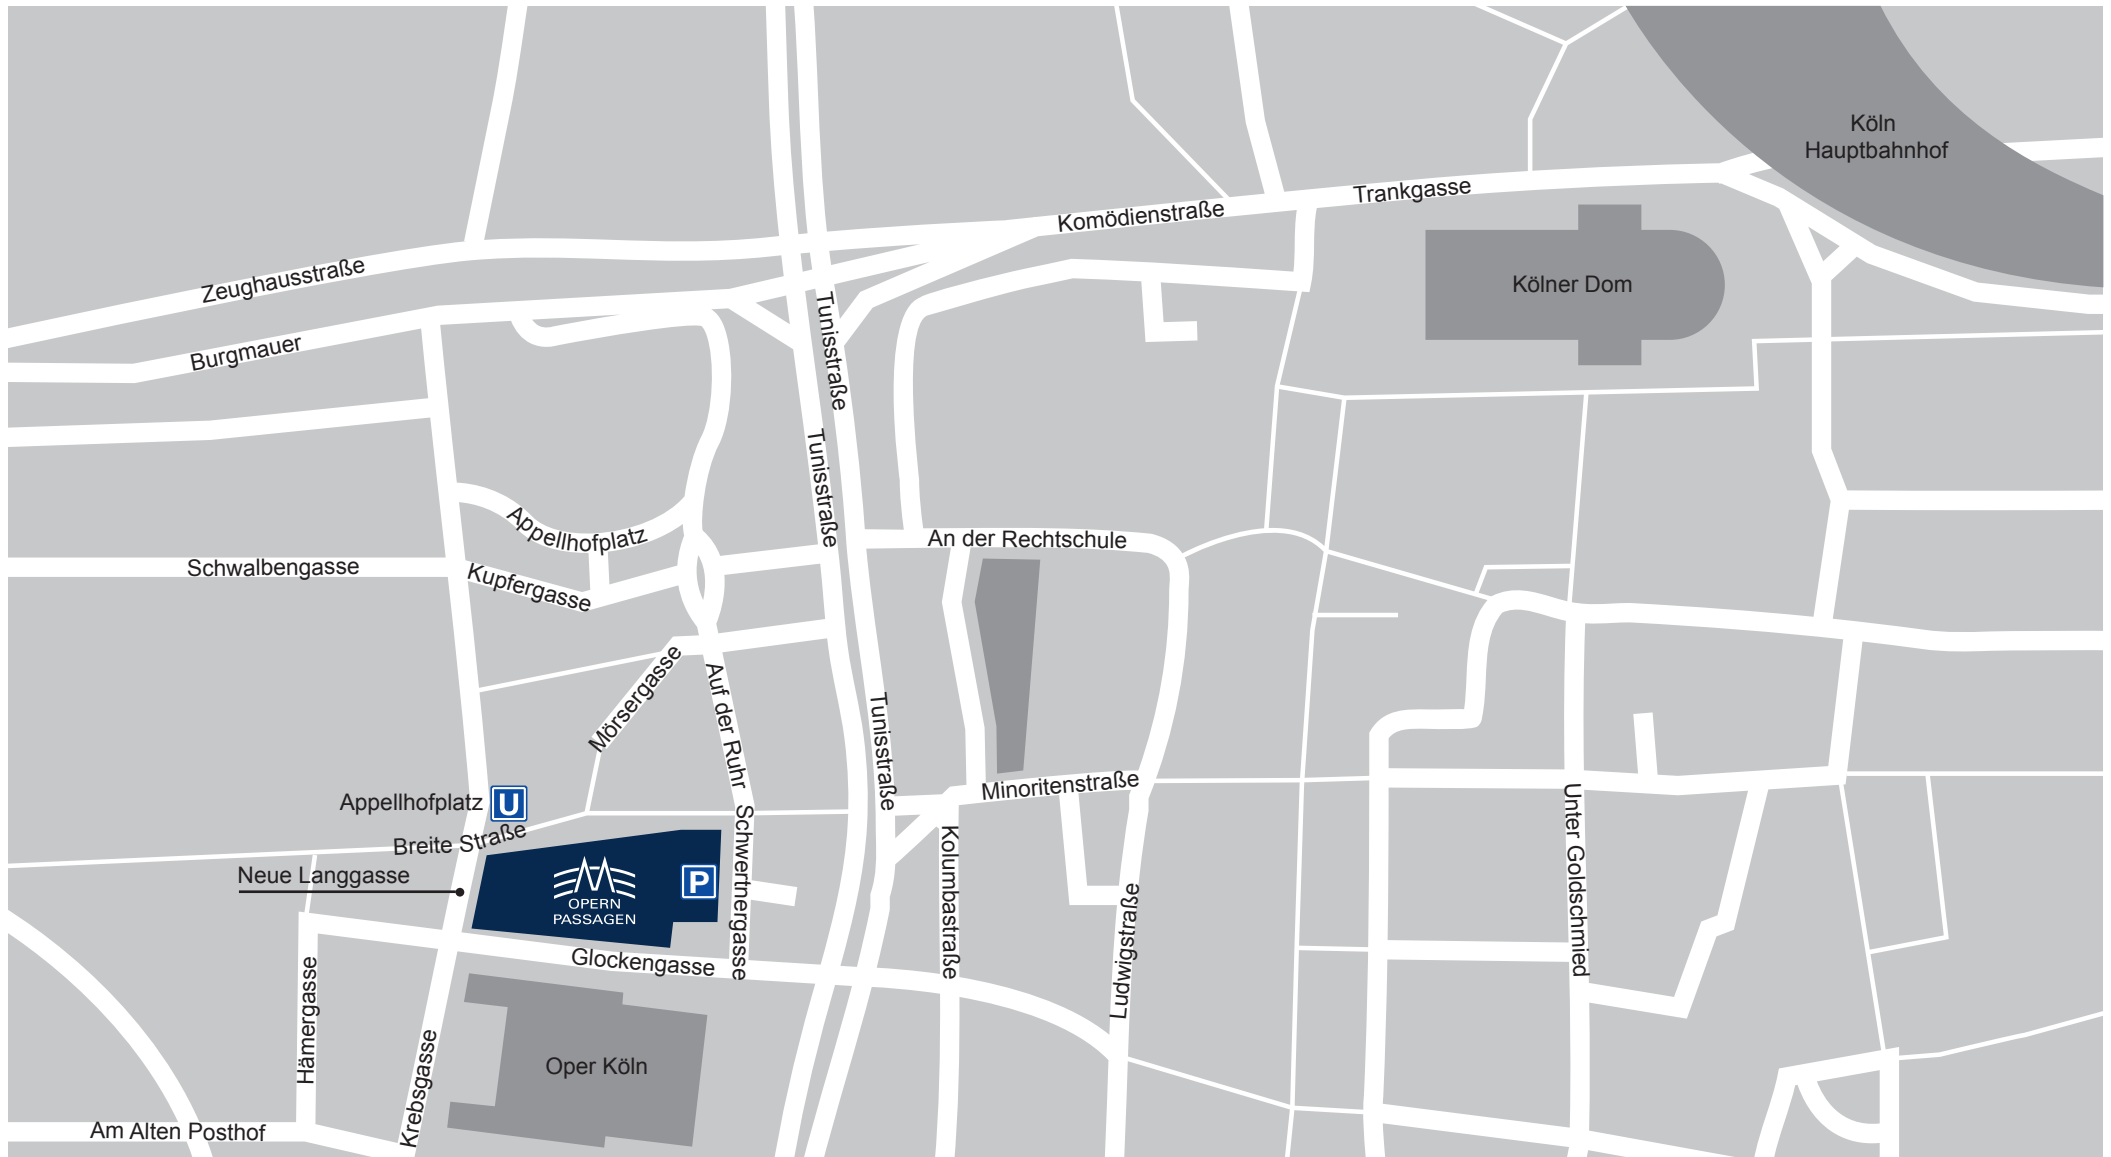 Köln
Hauptbahnhof
Trankgasse
Komödienstraße
Zeughausstraße
Kölner Dom
Burgmauer
Tunisstraße
Tunisstraße
Appellhofplatz
An der Rechtschule
Schwalbengasse
Kupfergasse
Mörsergasse
Auf der Ruhr
Tunisstraße
Minoritenstraße
Appellhofplatz
U
Breite Straße
Schwertnergasse
Kolumbastraße
Unter Goldschmied
Neue Langgasse
P
OPERN
PASSAGEN
Ludwigstraße
Glockengasse
Hämergasse
Krebsgasse
Oper Köln
Am Alten Posthof